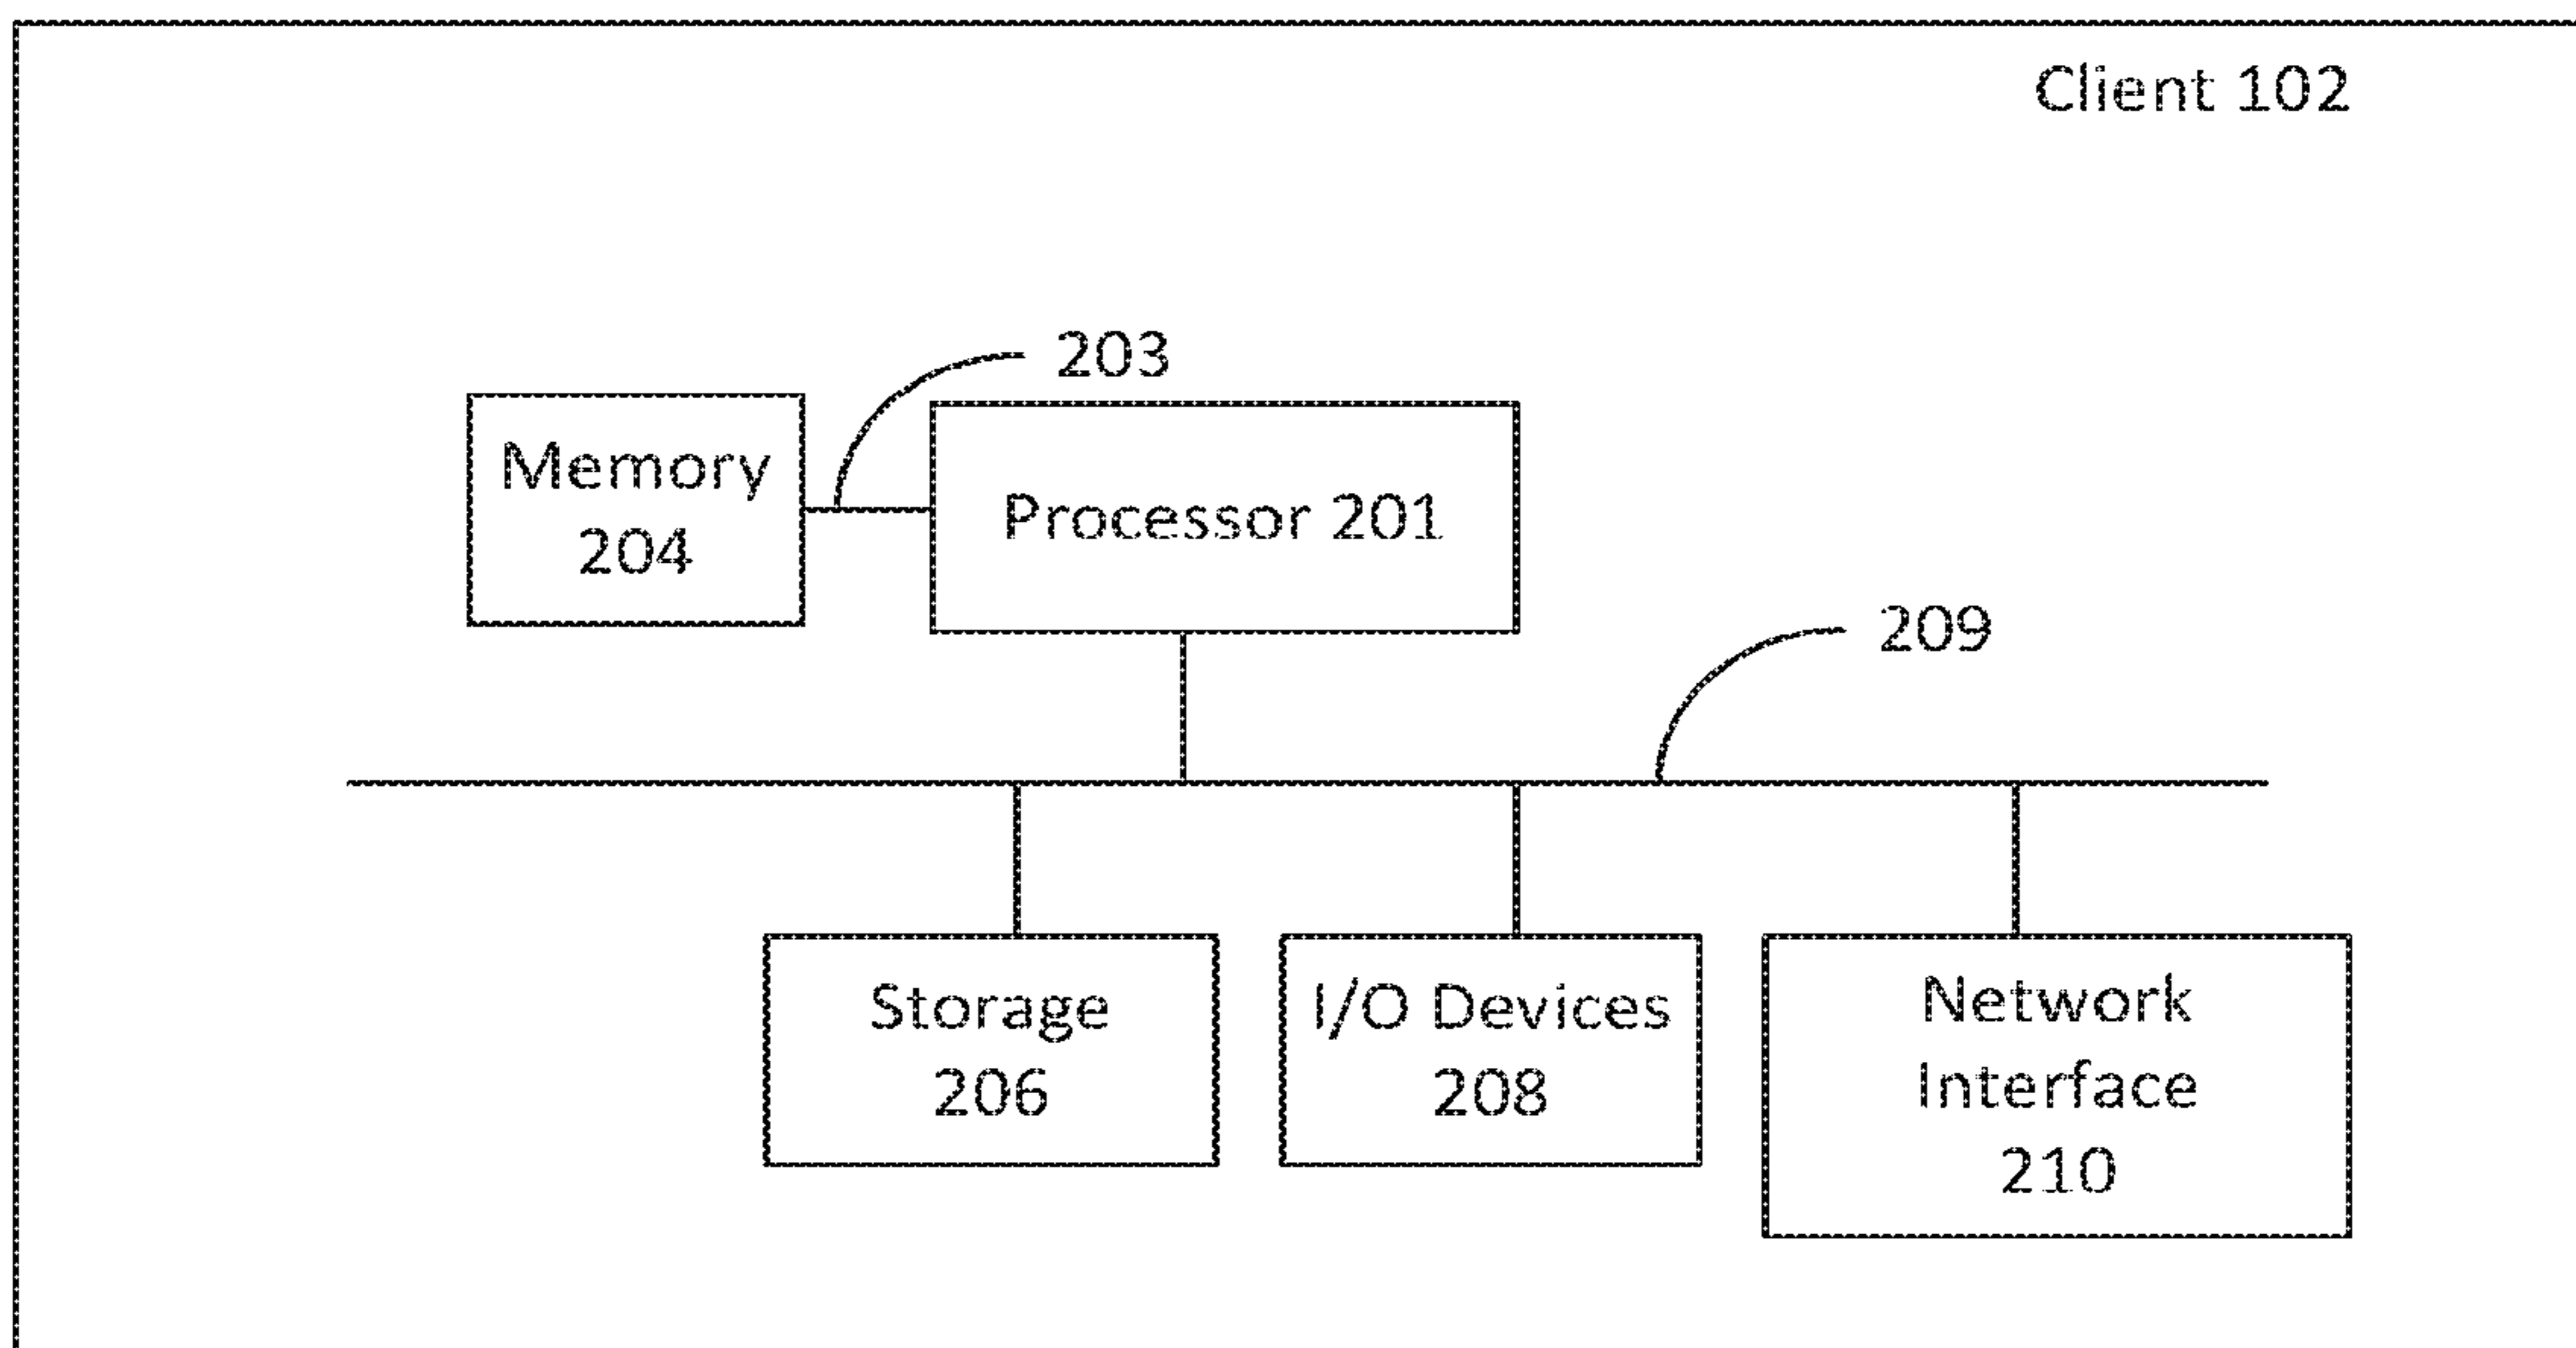 Client 102
203
Memory
204
Processor 201
209
Storage
206
I/O Devices
208
Network
Interface
210